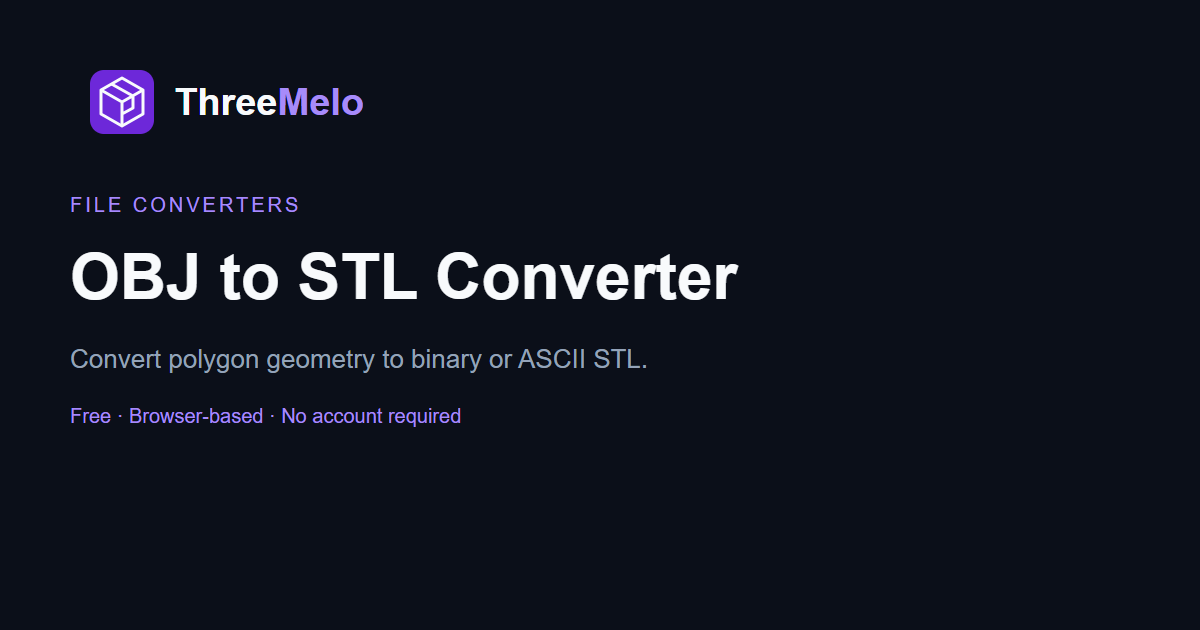 ThreeMelo
FILE CONVERTERS
OBJ to STL Converter
Convert polygon geometry to binary or ASCII STL.
Free · Browser-based · No account required